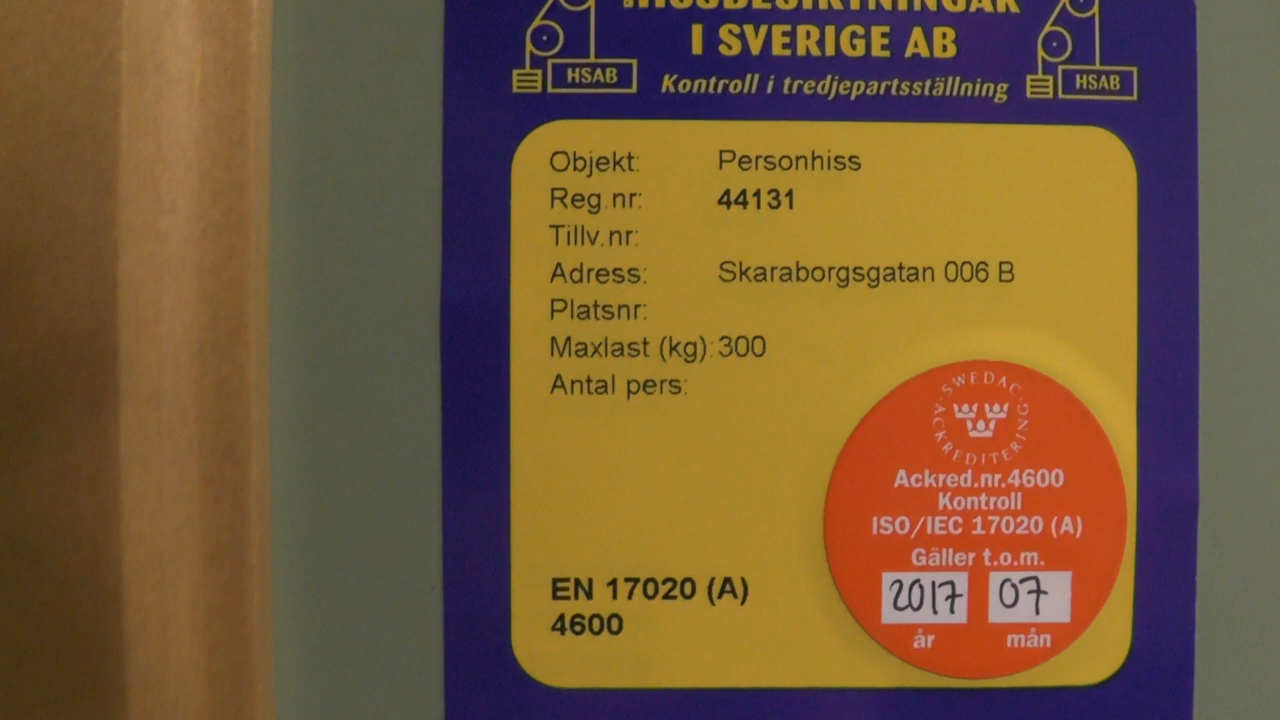 HISSBESIKTNINGAR
I SVERIGE AB
HSAB
Kontroll i tredjepartsställning
HSAB
Objekt: Personhiss
Reg.nr: 44131
Tillv.nr:
Adress: Skaraborgsgatan 006 B
Platsnr:
Maxlast (kg): 300
Antal pers:
SWEDAC
ACKREDITERING
Ackred.nr.4600
Kontroll
ISO/IEC 17020 (A)
Gäller t.o.m.
2017 07
år mån
EN 17020 (A)
4600